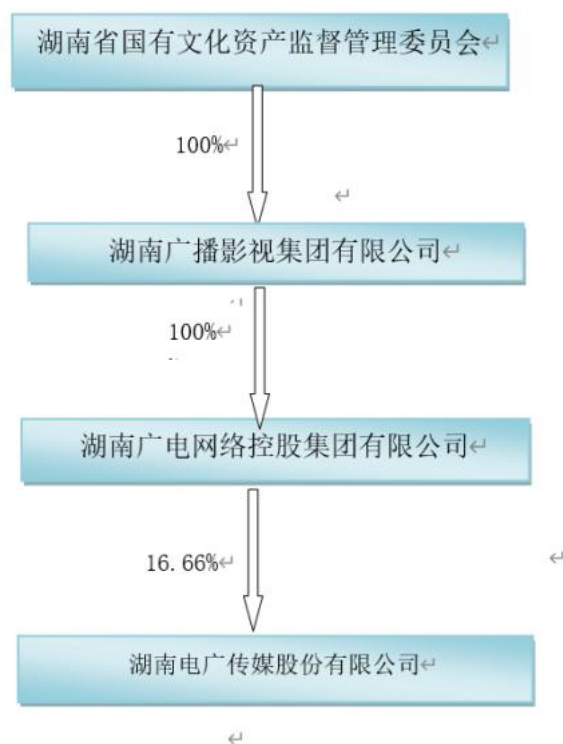 湖南省国有文化资产监督管理委员会
100%
湖南广播影视集团有限公司
100%
湖南广电网络控股集团有限公司
16.66%
湖南电广传媒股份有限公司